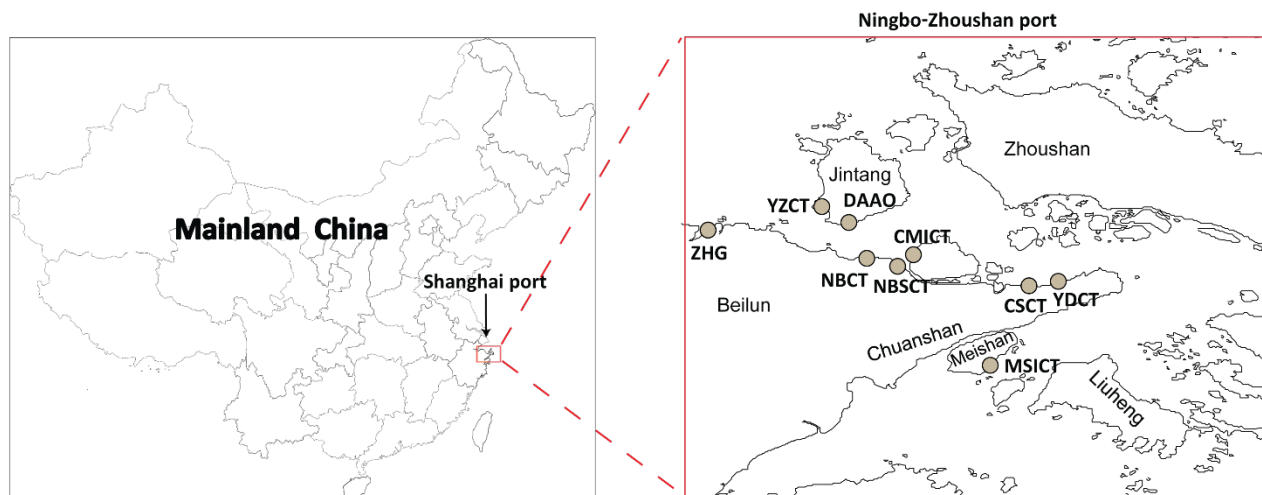 Ningbo-Zhoushan port
Mainland China
Shanghai port
Zhoushan
Jintang
YZCT
DAAO
ZHG
CMICT
NBCT
NBSCT
Beilun
CSCT
YDCT
Chuanshan
Meishan
MSICT
Liuheng